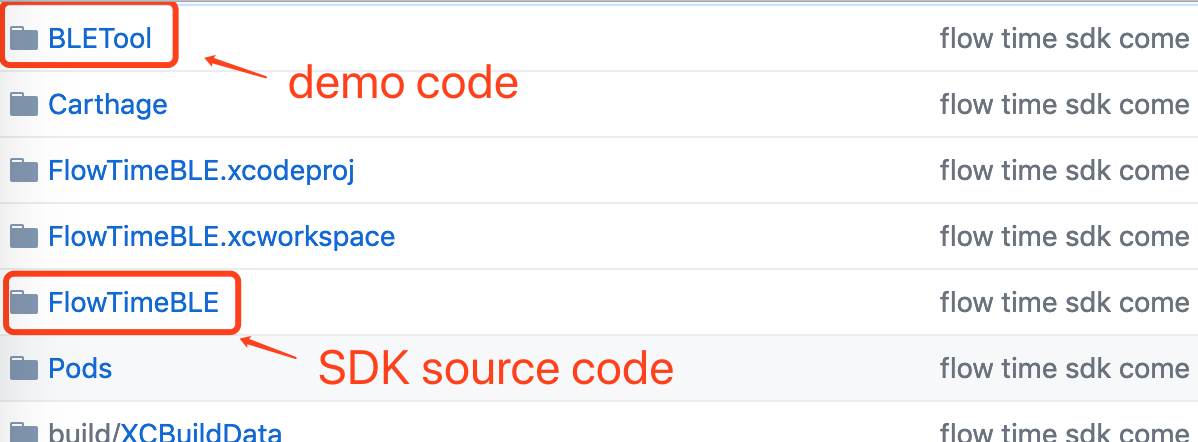 BLETool flow time sdk come
demo code
Carthage flow time sdk come
FlowTimeBLE.xcodeproj flow time sdk come
FlowTimeBLE.xcworkspace flow time sdk come
FlowTimeBLE flow time sdk come
SDK source code
Pods flow time sdk come
build/XCBuildData flow time sdk come